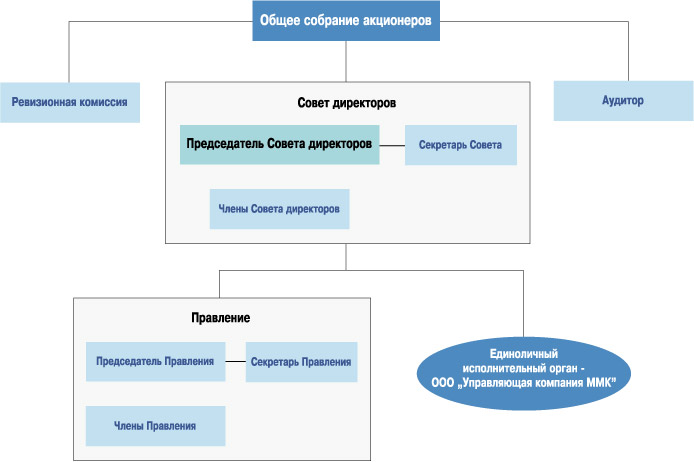 Общее собрание акционеров
Ревизионная комиссия
Совет директоров
Аудитор
Председатель Совета директоров
Секретарь Совета
Члены Совета директоров
Правление
Председатель Правления
Секретарь Правления
Члены Правления
Единоличный
исполнительный орган -
ООО „Управляющая компания ММК”